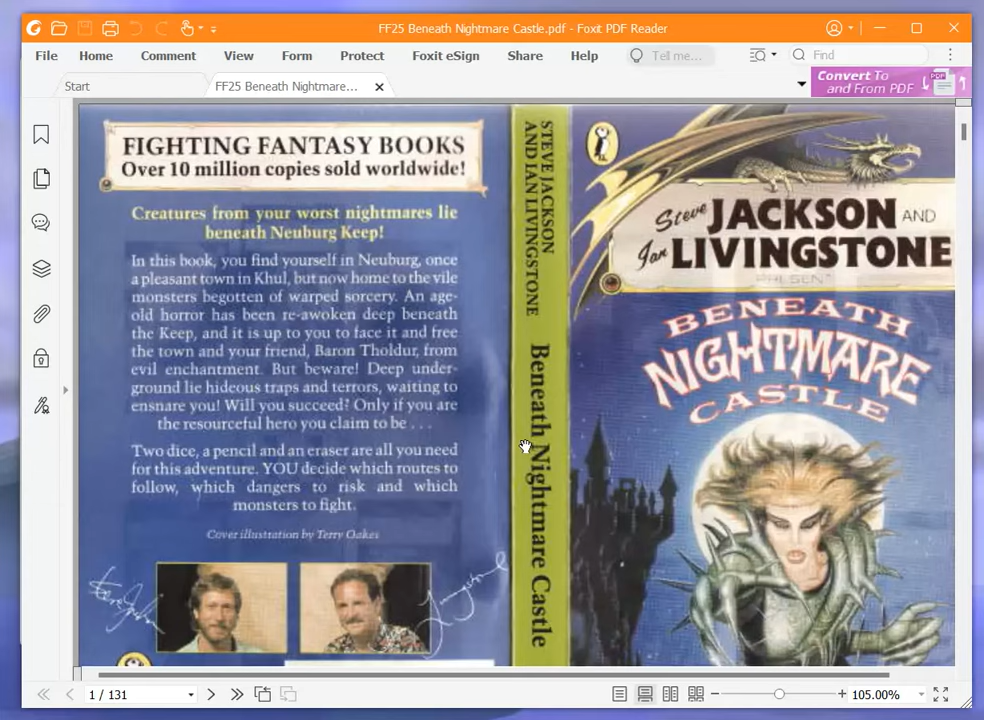 FF25 Beneath Nightmare Castle.pdf - Foxit PDF Reader
File Home Comment View Form Protect Foxit eSign Share Help Tell me... Find
Start FF25 Beneath Nightmare... Convert To
and From PDF
PDF
FIGHTING FANTASY BOOKS
Over 10 million copies sold worldwide!
Creatures from your worst nightmares lie
beneath Neuburg Keep!
In this book, you find yourself in Neuburg, once
a pleasant town in Khul, but now home to the vile
monsters begotten of warped sorcery. An age-
old horror has been re-awoken deep beneath
the Keep, and it is up to you to face it and free
the town and your friend, Baron Tholdur, from
evil enchantment. But beware! Deep under-
ground lie hideous traps and terrors, waiting to
ensnare you! Will you succeed? Only if you are
the resourceful hero you claim to be . . .
Two dice, a pencil and an eraser are all you need
for this adventure. YOU decide which routes to
follow, which dangers to risk and which
monsters to fight.
Cover illustration by Terry Oakes
STEVE JACKSON
AND IAN LIVINGSTONE
Beneath Nightmare Castle
Steve JACKSON AND
Ian LIVINGSTONE
BENEATH
NIGHTMARE
CASTLE
1 / 131
105.00%